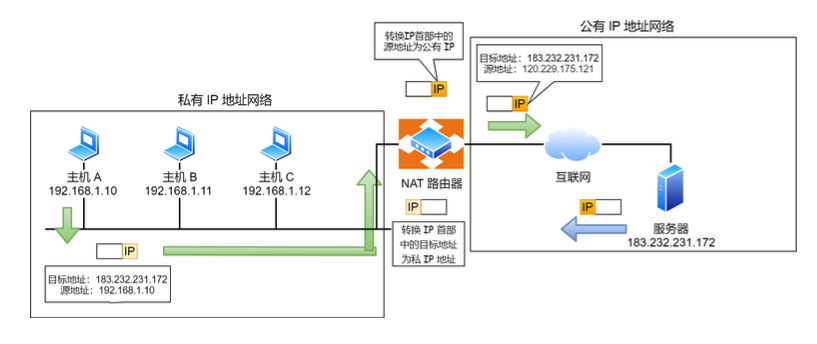 公有 IP 地址网络
转换IP首部中的
源地址为公有 IP
目标地址：183.232.231.172
源地址：120.229.175.121
IP
IP
私有 IP 地址网络
主机 A
192.168.1.10
主机 B
192.168.1.11
主机 C
192.168.1.12
NAT 路由器
互联网
IP
IP
服务器
183.232.231.172
转换 IP 首部
中的目标地址
为私 IP 地址
IP
目标地址：183.232.231.172
源地址：192.168.1.10